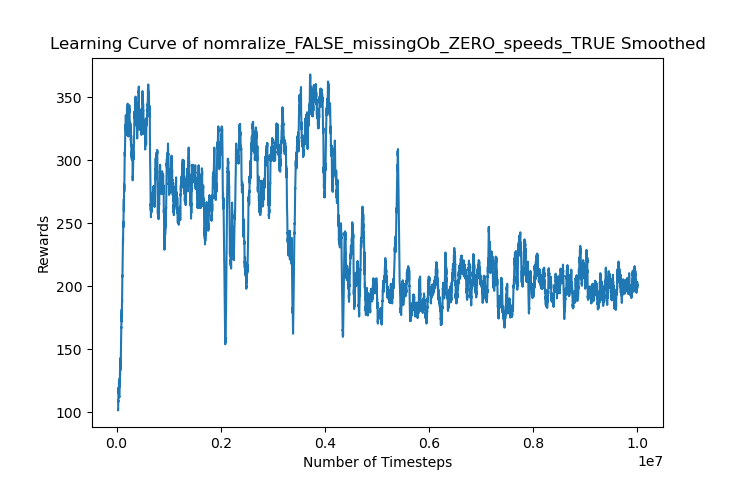 Learning Curve of nomralize_FALSE_missingOb_ZERO_speeds_TRUE Smoothed
350
300
250
200
150
100
Rewards
0.0 0.2 0.4 0.6 0.8 1.0
1e7
Number of Timesteps